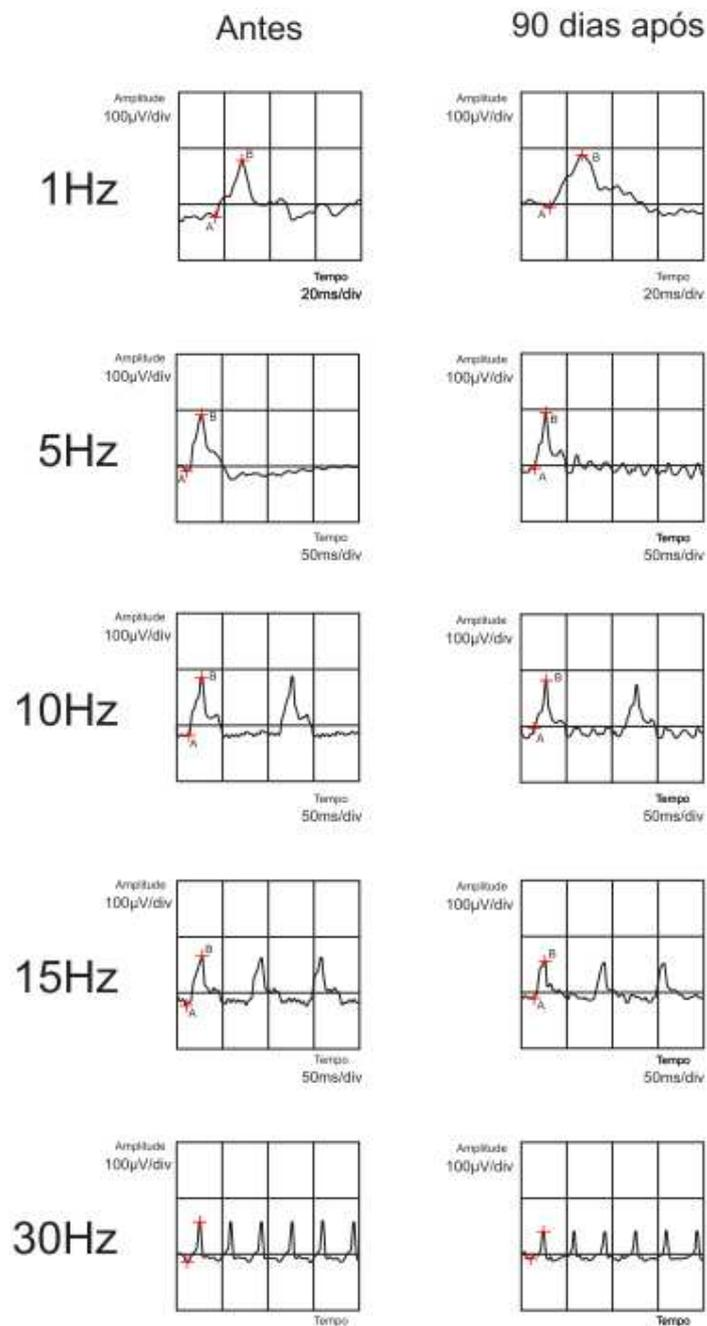 Antes 90 dias após
Amplitude Amplitude
100µV/div 100µV/div
B B
1Hz
A A
Tempo Tempo
20ms/div 20ms/div
Amplitude Amplitude
100µV/div 100µV/div
B B
5Hz
A A
Tempo Tempo
50ms/div 50ms/div
Amplitude Amplitude
100µV/div 100µV/div
B B
10Hz
A A
Tempo Tempo
50ms/div 50ms/div
Amplitude Amplitude
100µV/div 100µV/div
B B
15Hz
A A
Tempo Tempo
50ms/div 50ms/div
Amplitude Amplitude
100µV/div 100µV/div
30Hz
Tempo Tempo